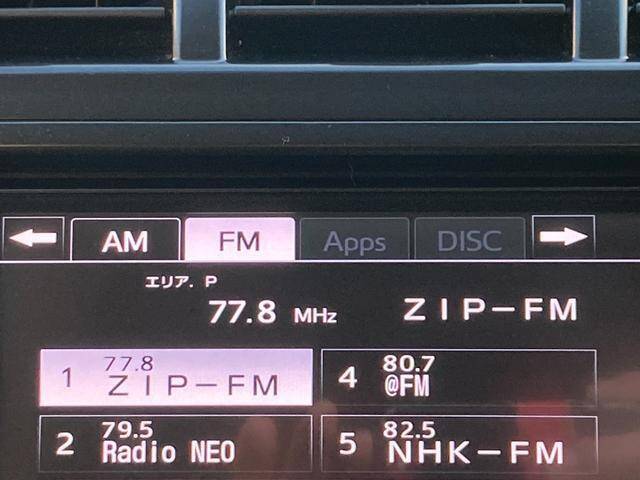 AM FM Apps DISC
エリア. P
77.8 MHz ZIP-FM
1 77.8 ZIP-FM
4 80.7 @FM
2 79.5 Radio NEO
5 82.5 NHK-FM